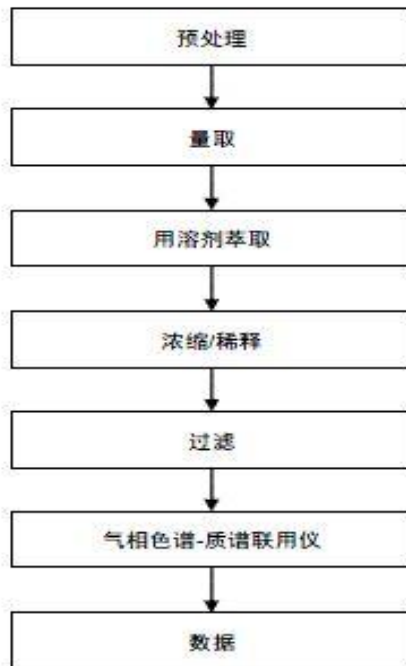 预处理
量取
用溶剂萃取
浓缩/稀释
过滤
气相色谱-质谱联用仪
数据